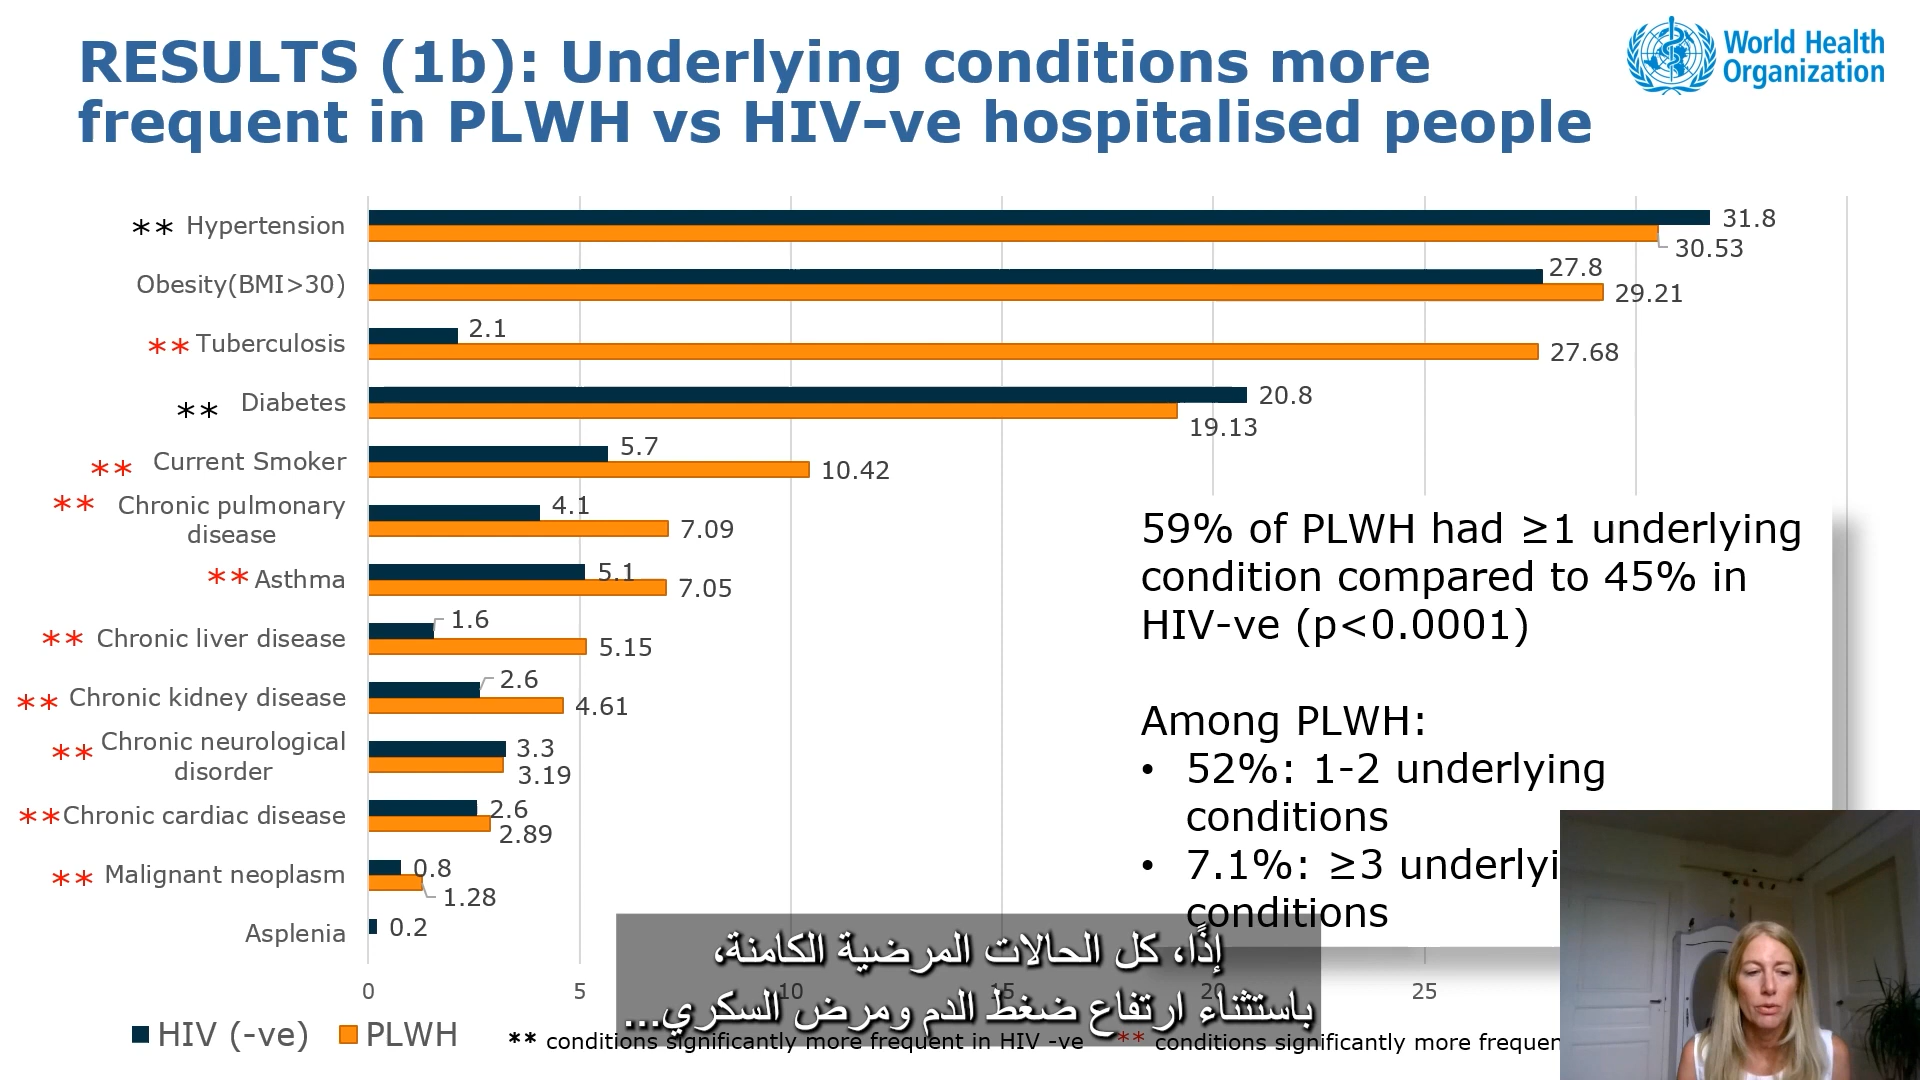 RESULTS (1b): Underlying conditions more
frequent in PLWH vs HIV-ve hospitalised people
World Health
Organization
** Hypertension
31.8
30.53
Obesity(BMI>30)
27.8
29.21
** Tuberculosis
2.1
27.68
** Diabetes
20.8
19.13
** Current Smoker
5.7
10.42
** Chronic pulmonary
disease
4.1
7.09
** Asthma
5.1
7.05
** Chronic liver disease
1.6
5.15
** Chronic kidney disease
2.6
4.61
** Chronic neurological
disorder
3.3
3.19
**Chronic cardiac disease
2.6
2.89
** Malignant neoplasm
0.8
1.28
Asplenia
0.2
0 5 10 15 20 25
59% of PLWH had ≥1 underlying
condition compared to 45% in
HIV-ve (p<0.0001)
Among PLWH:
• 52%: 1-2 underlying
conditions
• 7.1%: ≥3 underlyi
conditions
إذًا، كل الحالات المرضية الكامنة،
باستثناء ارتفاع ضغط الدم ومرض السكري...
HIV (-ve) PLWH
** conditions significantly more frequent in HIV -ve
** conditions significantly more frequen